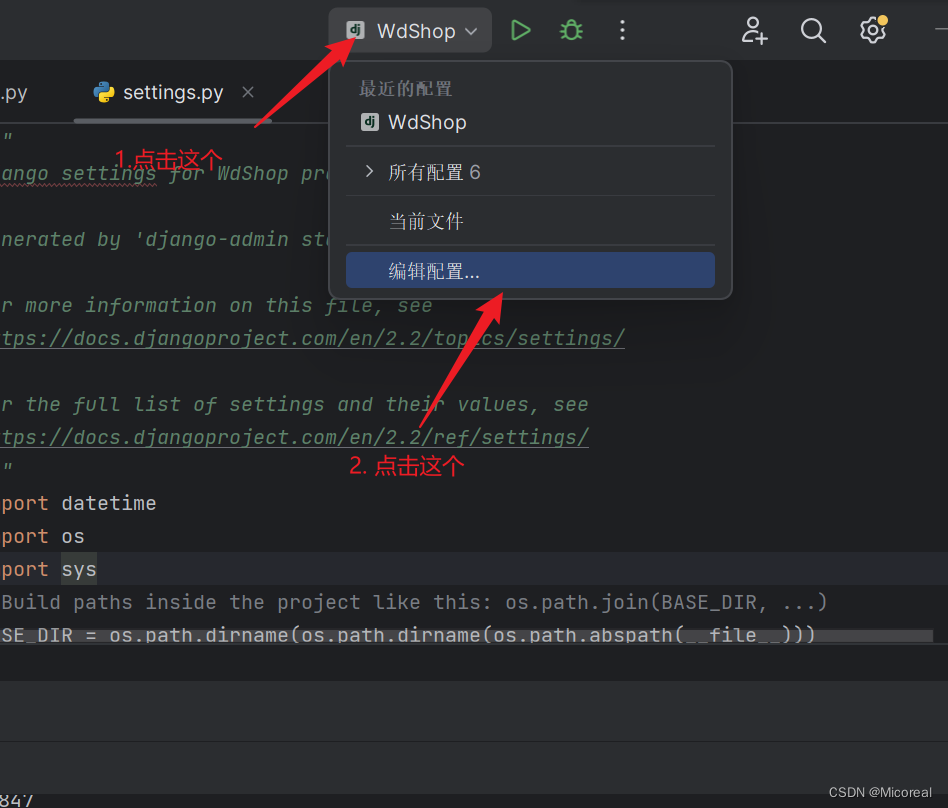 WdShop
.py
settings.py
最近的配置
WdShop
"
1.点击这个
ango settings for WdShop pr
所有配置 6
当前文件
nerated by 'django-admin st
编辑配置...
r more information on this file, see
tps://docs.djangoproject.com/en/2.2/topics/settings/
r the full list of settings and their values, see
tps://docs.djangoproject.com/en/2.2/ref/settings/
2. 点击这个
"
port datetime
port os
port sys
Build paths inside the project like this: os.path.join(BASE_DIR, ...)
SE_DIR = os.path.dirname(os.path.dirname(os.path.abspath(__file__)))
847
CSDN @Micoreal